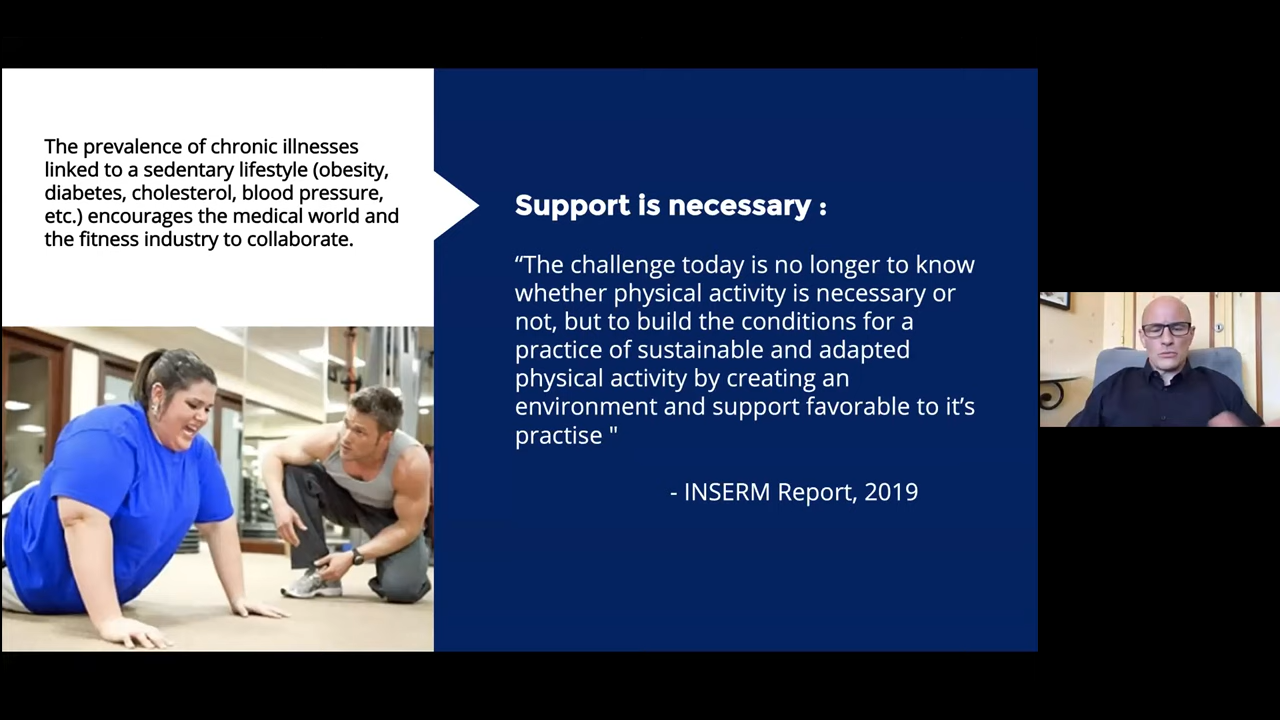 The prevalence of chronic illnesses
linked to a sedentary lifestyle (obesity,
diabetes, cholesterol, blood pressure,
etc.) encourages the medical world and
the fitness industry to collaborate.
Support is necessary :
“The challenge today is no longer to know
whether physical activity is necessary or
not, but to build the conditions for a
practice of sustainable and adapted
physical activity by creating an
environment and support favorable to it’s
practise "
- INSERM Report, 2019